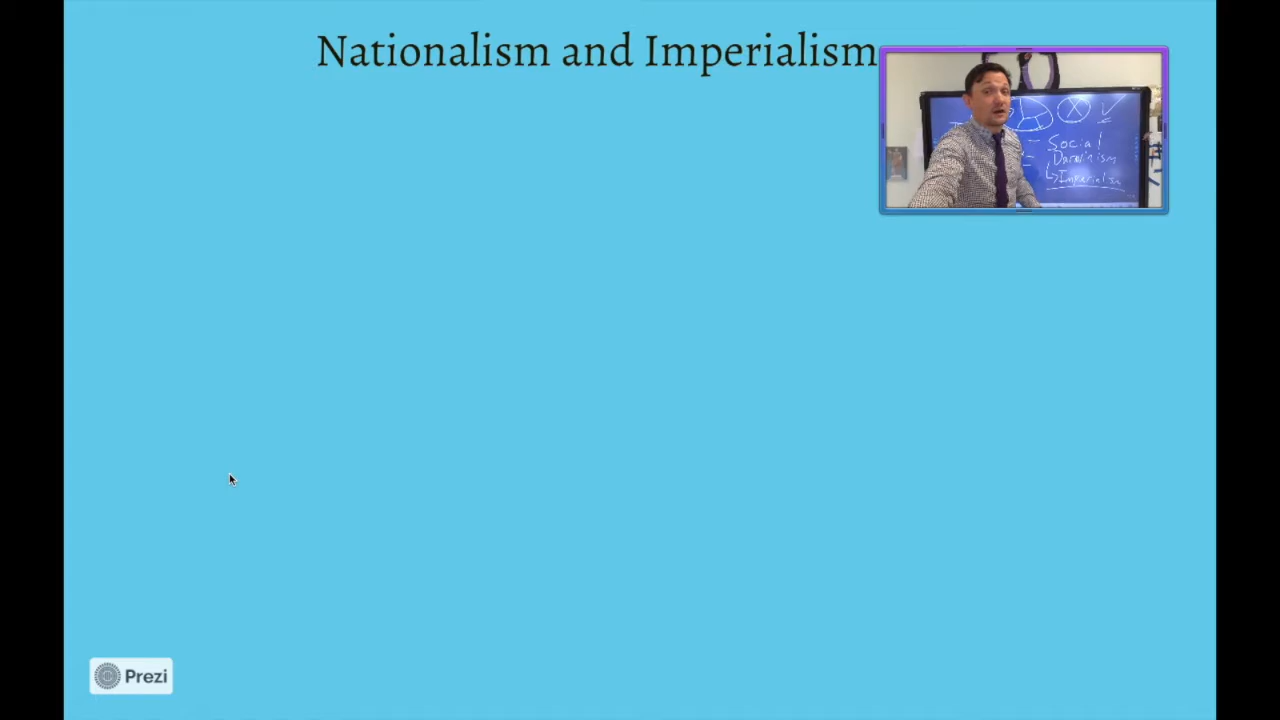 Nationalism and Imperialism
- Social
Darwinism
Imperialism
Prezi